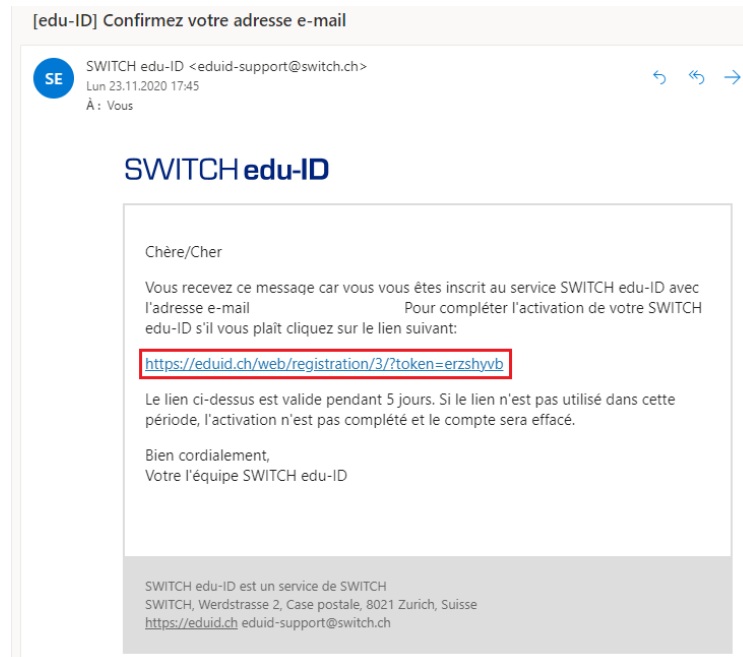 [edu-ID] Confirmez votre adresse e-mail
SE
SWITCH edu-ID <eduid-support@switch.ch>
Lun 23.11.2020 17:45
À : Vous
SWITCH edu-ID
Chère/Cher
Vous recevez ce message car vous vous êtes inscrit au service SWITCH edu-ID avec
l'adresse e-mail Pour compléter l'activation de votre SWITCH
edu-ID s'il vous plaît cliquez sur le lien suivant:
https://eduid.ch/web/registration/3/?token=erzshyvb
Le lien ci-dessus est valide pendant 5 jours. Si le lien n'est pas utilisé dans cette
période, l'activation n'est pas complété et le compte sera effacé.
Bien cordialement,
Votre l'équipe SWITCH edu-ID
SWITCH edu-ID est un service de SWITCH
SWITCH, Werdstrasse 2, Case postale, 8021 Zurich, Suisse
https://eduid.ch eduid-support@switch.ch